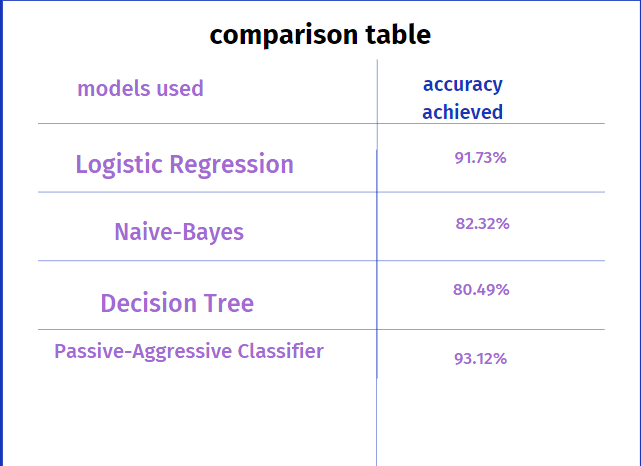 comparison table
models used
accuracy
achieved
Logistic Regression
91.73%
Naive-Bayes
82.32%
Decision Tree
80.49%
Passive-Aggressive Classifier
93.12%